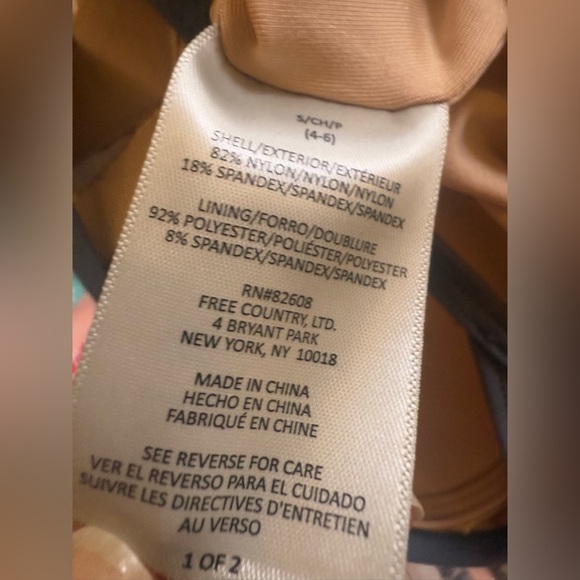 S/CH/P
(4-6)
SHELL/EXTERIOR/EXTÉRIEUR
82% NYLON/NYLON/NYLON
18% SPANDEX/SPANDEX/SPANDEX
LINING/FORRO/DOUBLURE
92% POLYESTER/POLIÉSTER/POLYESTER
8% SPANDEX/SPANDEX/SPANDEX
RN#82608
FREE COUNTRY, LTD.
4 BRYANT PARK
NEW YORK, NY 10018
MADE IN CHINA
HECHO EN CHINA
FABRIQUÉ EN CHINE
SEE REVERSE FOR CARE
VER EL REVERSO PARA EL CUIDADO
SUIVRE LES DIRECTIVES D'ENTRETIEN
AU VERSO
1 OF 2